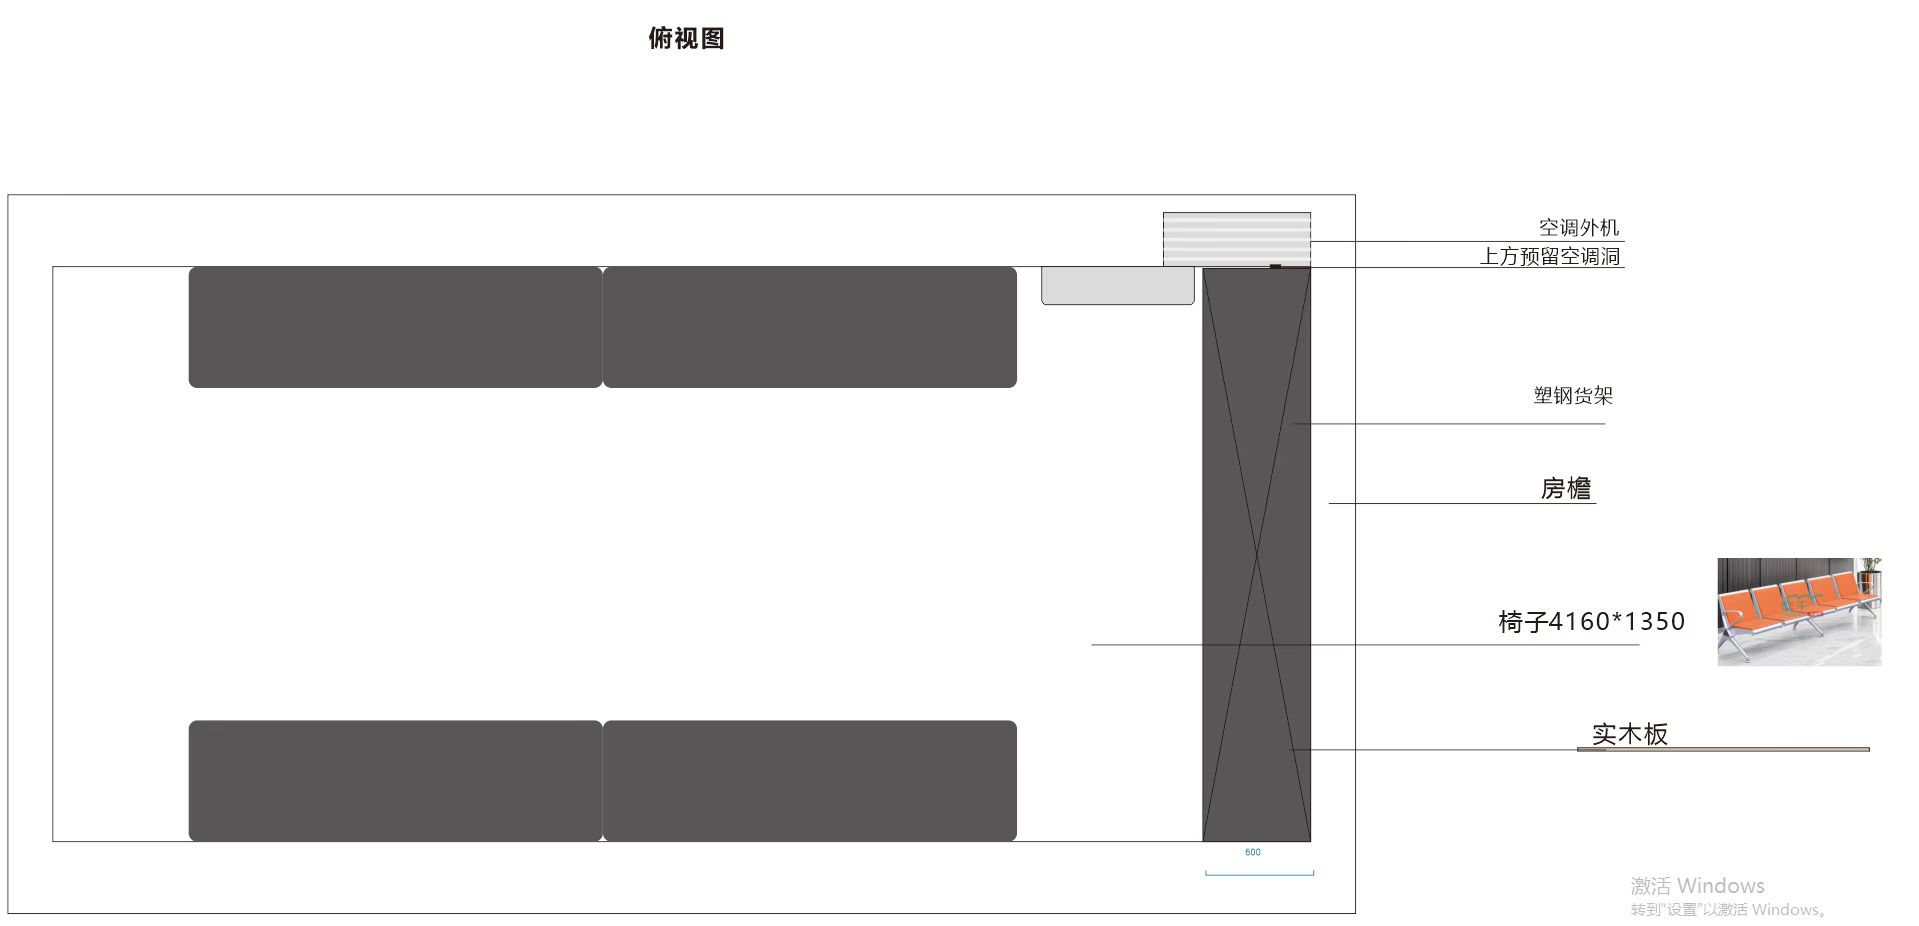 俯视图
空调外机
上方预留空调洞
塑钢货架
房檐
椅子4160*1350
实木板
600
激活 Windows
转到“设置”以激活 Windows。